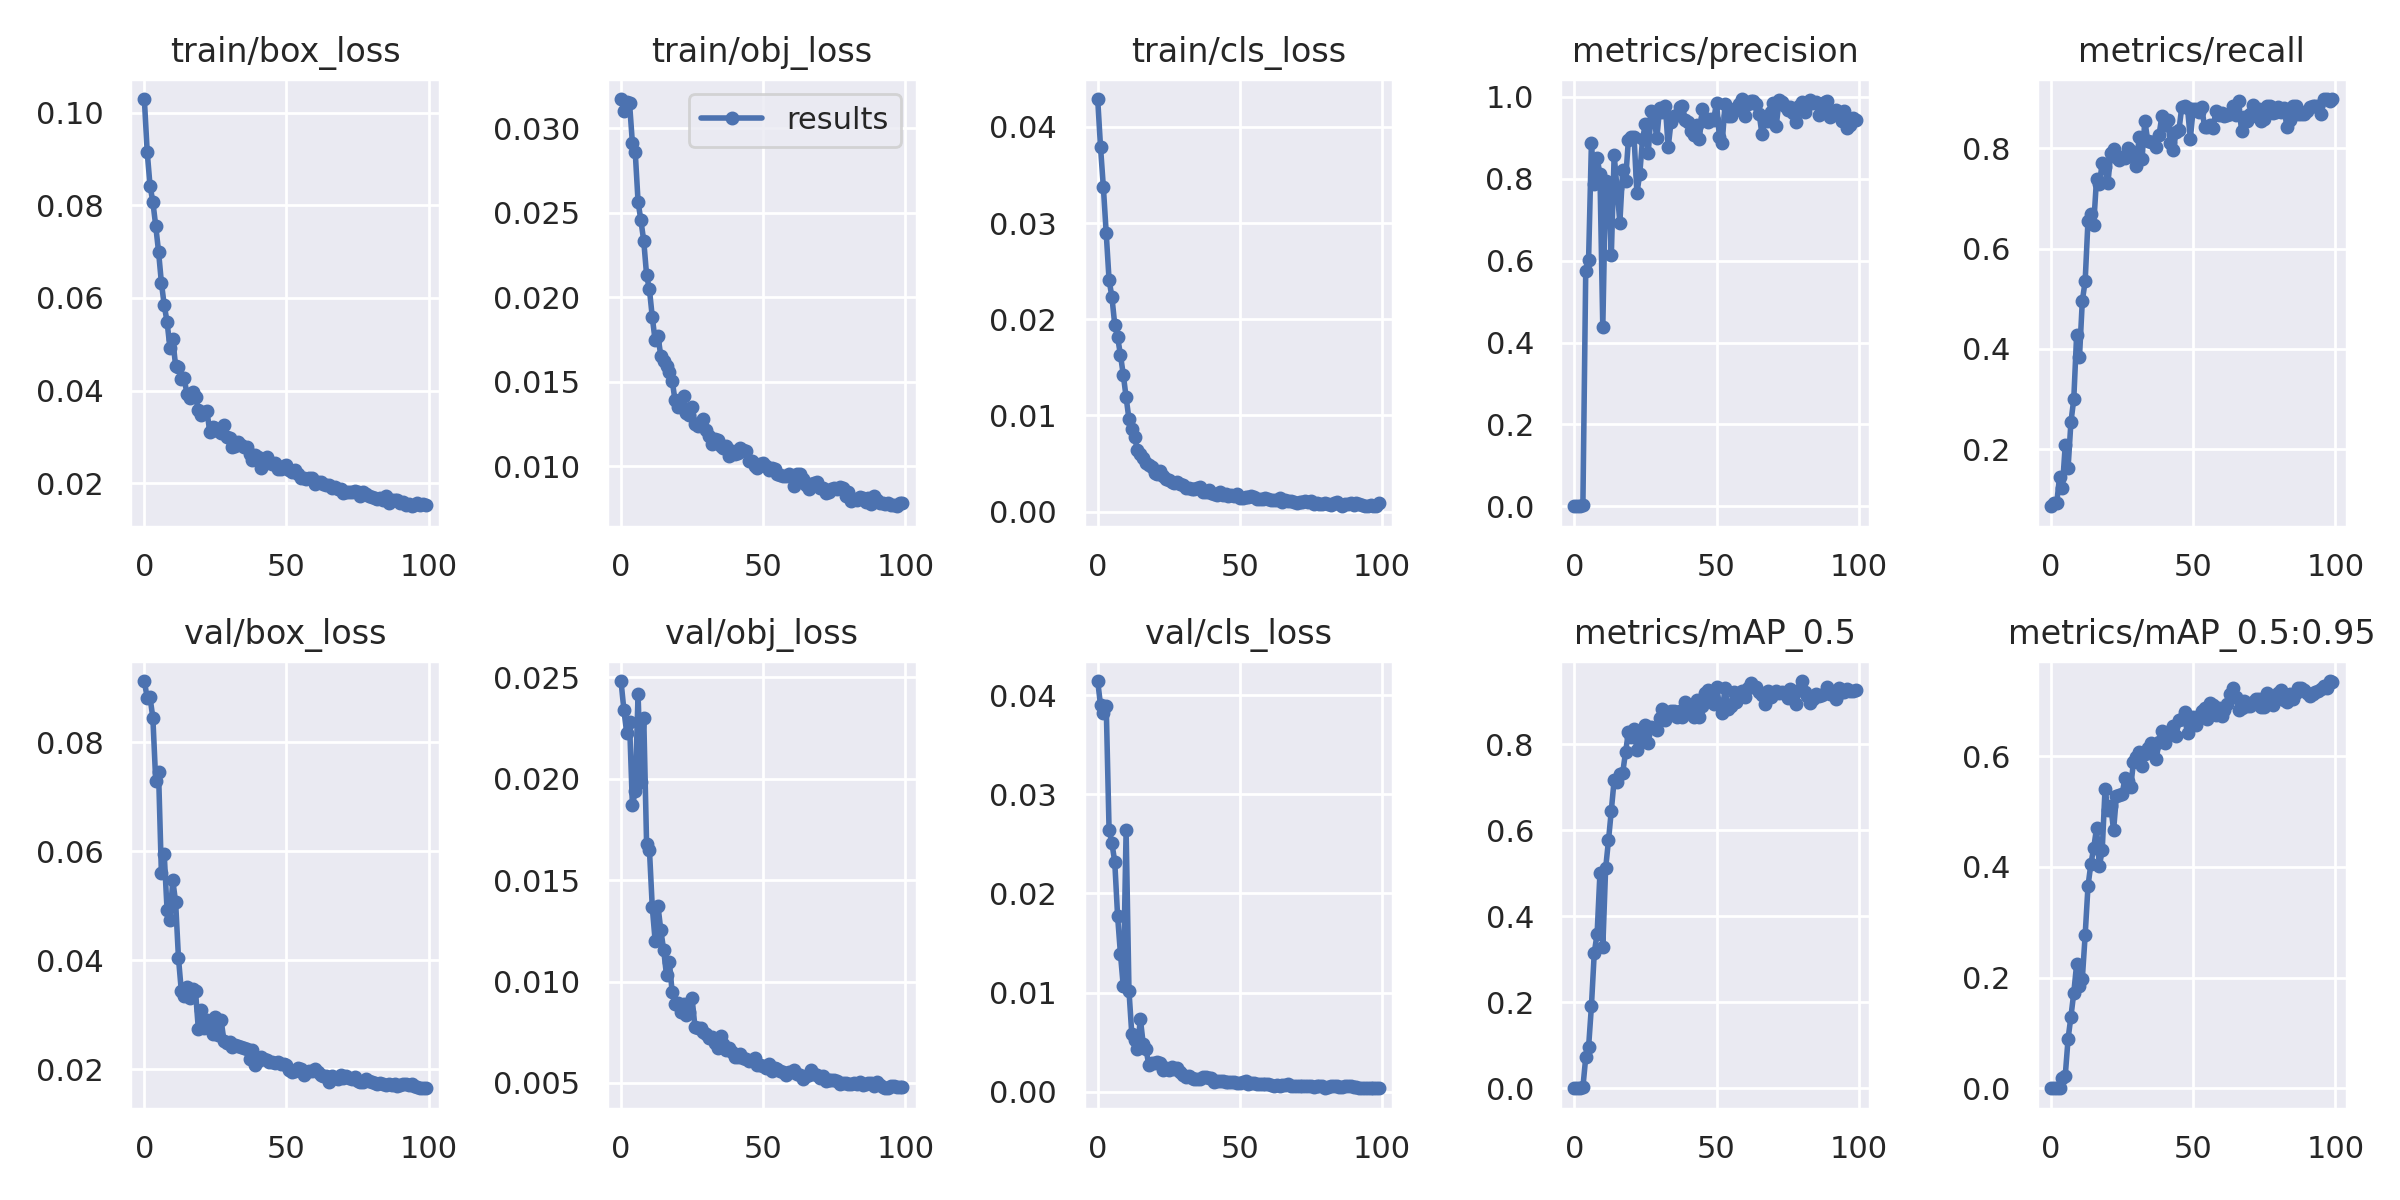 train/box_loss
0.10
0.08
0.06
0.04
0.02
0 50 100
train/obj_loss
results
0.030
0.025
0.020
0.015
0.010
0 50 100
train/cls_loss
0.04
0.03
0.02
0.01
0.00
0 50 100
metrics/precision
1.0
0.8
0.6
0.4
0.2
0.0
0 50 100
metrics/recall
0.8
0.6
0.4
0.2
0 50 100
val/box_loss
0.08
0.06
0.04
0.02
0 50 100
val/obj_loss
0.025
0.020
0.015
0.010
0.005
0 50 100
val/cls_loss
0.04
0.03
0.02
0.01
0.00
0 50 100
metrics/mAP_0.5
0.8
0.6
0.4
0.2
0.0
0 50 100
metrics/mAP_0.5:0.95
0.6
0.4
0.2
0.0
0 50 100